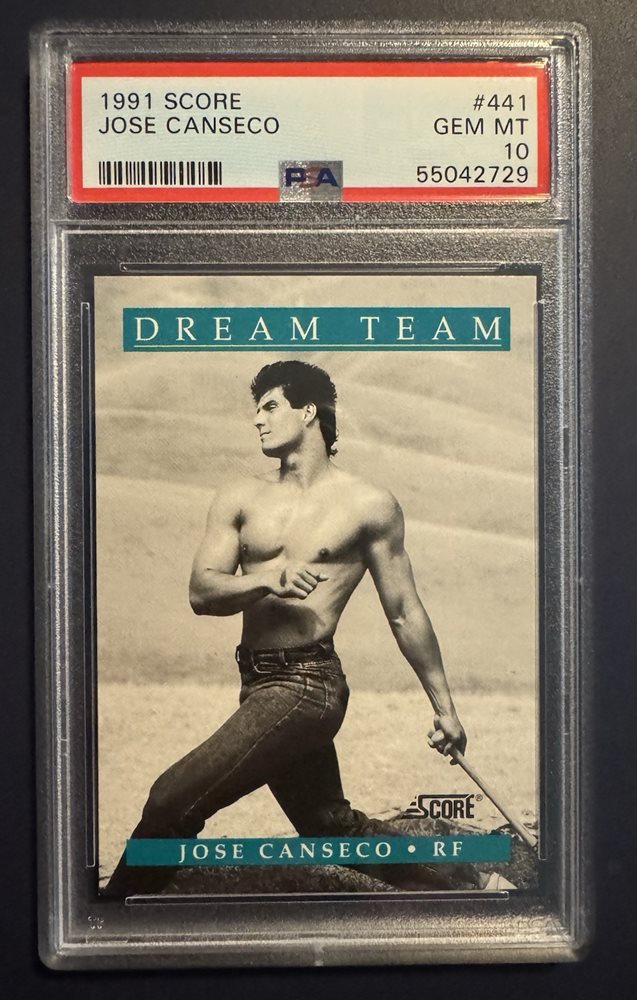 1991 SCORE #441
JOSE CANSECO GEM MT
10
PSA 55042729
DREAM TEAM
SCORE®
JOSE CANSECO • RF